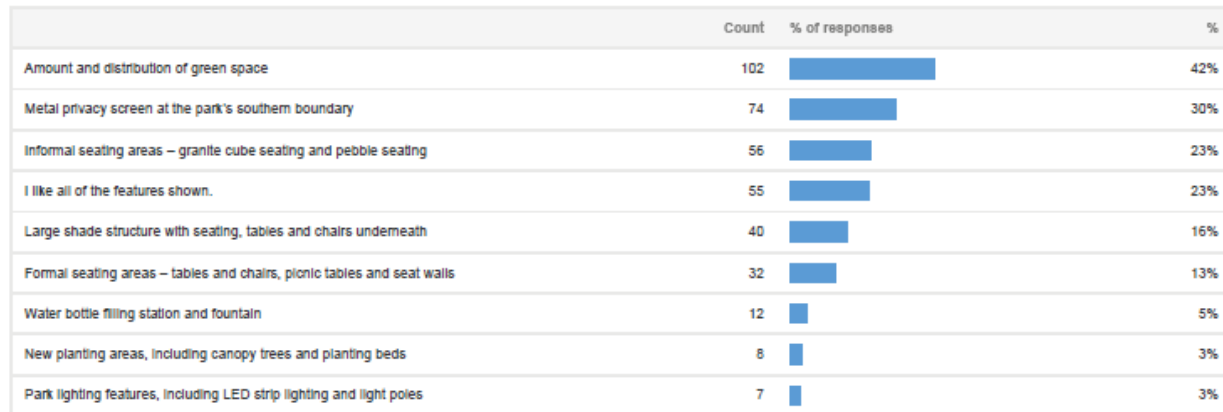 Count % of responses %
Amount and distribution of green space 102 42%
Metal privacy screen at the park's southern boundary 74 30%
Informal seating areas – granite cube seating and pebble seating 56 23%
I like all of the features shown. 55 23%
Large shade structure with seating, tables and chairs underneath 40 16%
Formal seating areas – tables and chairs, picnic tables and seat walls 32 13%
Water bottle filling station and fountain 12 5%
New planting areas, including canopy trees and planting beds 8 3%
Park lighting features, including LED strip lighting and light poles 7 3%